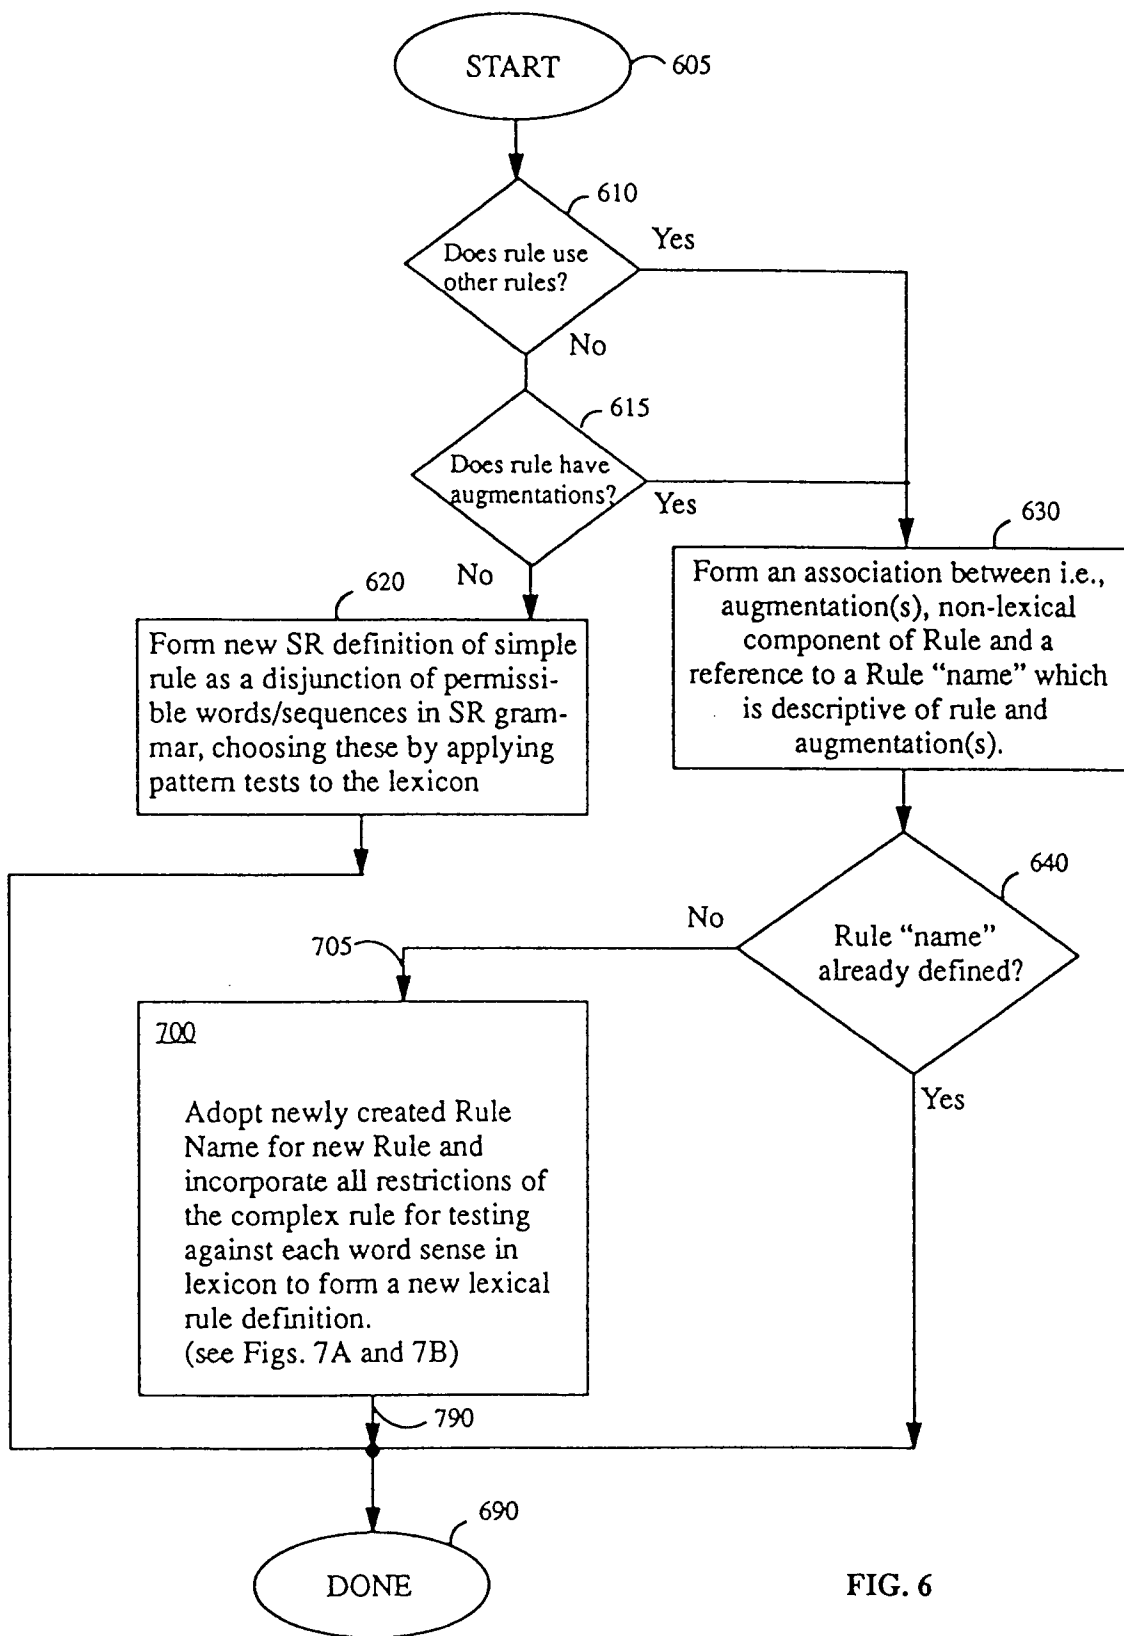 START
605
610
Does rule use
other rules?
Yes
No
615
Does rule have
augmentations?
Yes
No
620
Form new SR definition of simple
rule as a disjunction of permissi-
ble words/sequences in SR gram-
mar, choosing these by applying
pattern tests to the lexicon
630
Form an association between i.e.,
augmentation(s), non-lexical
component of Rule and a
reference to a Rule “name” which
is descriptive of rule and
augmentation(s).
640
Rule “name”
already defined?
No
Yes
705
700
Adopt newly created Rule
Name for new Rule and
incorporate all restrictions of
the complex rule for testing
against each word sense in
lexicon to form a new lexical
rule definition.
(see Figs. 7A and 7B)
790
690
DONE
FIG. 6